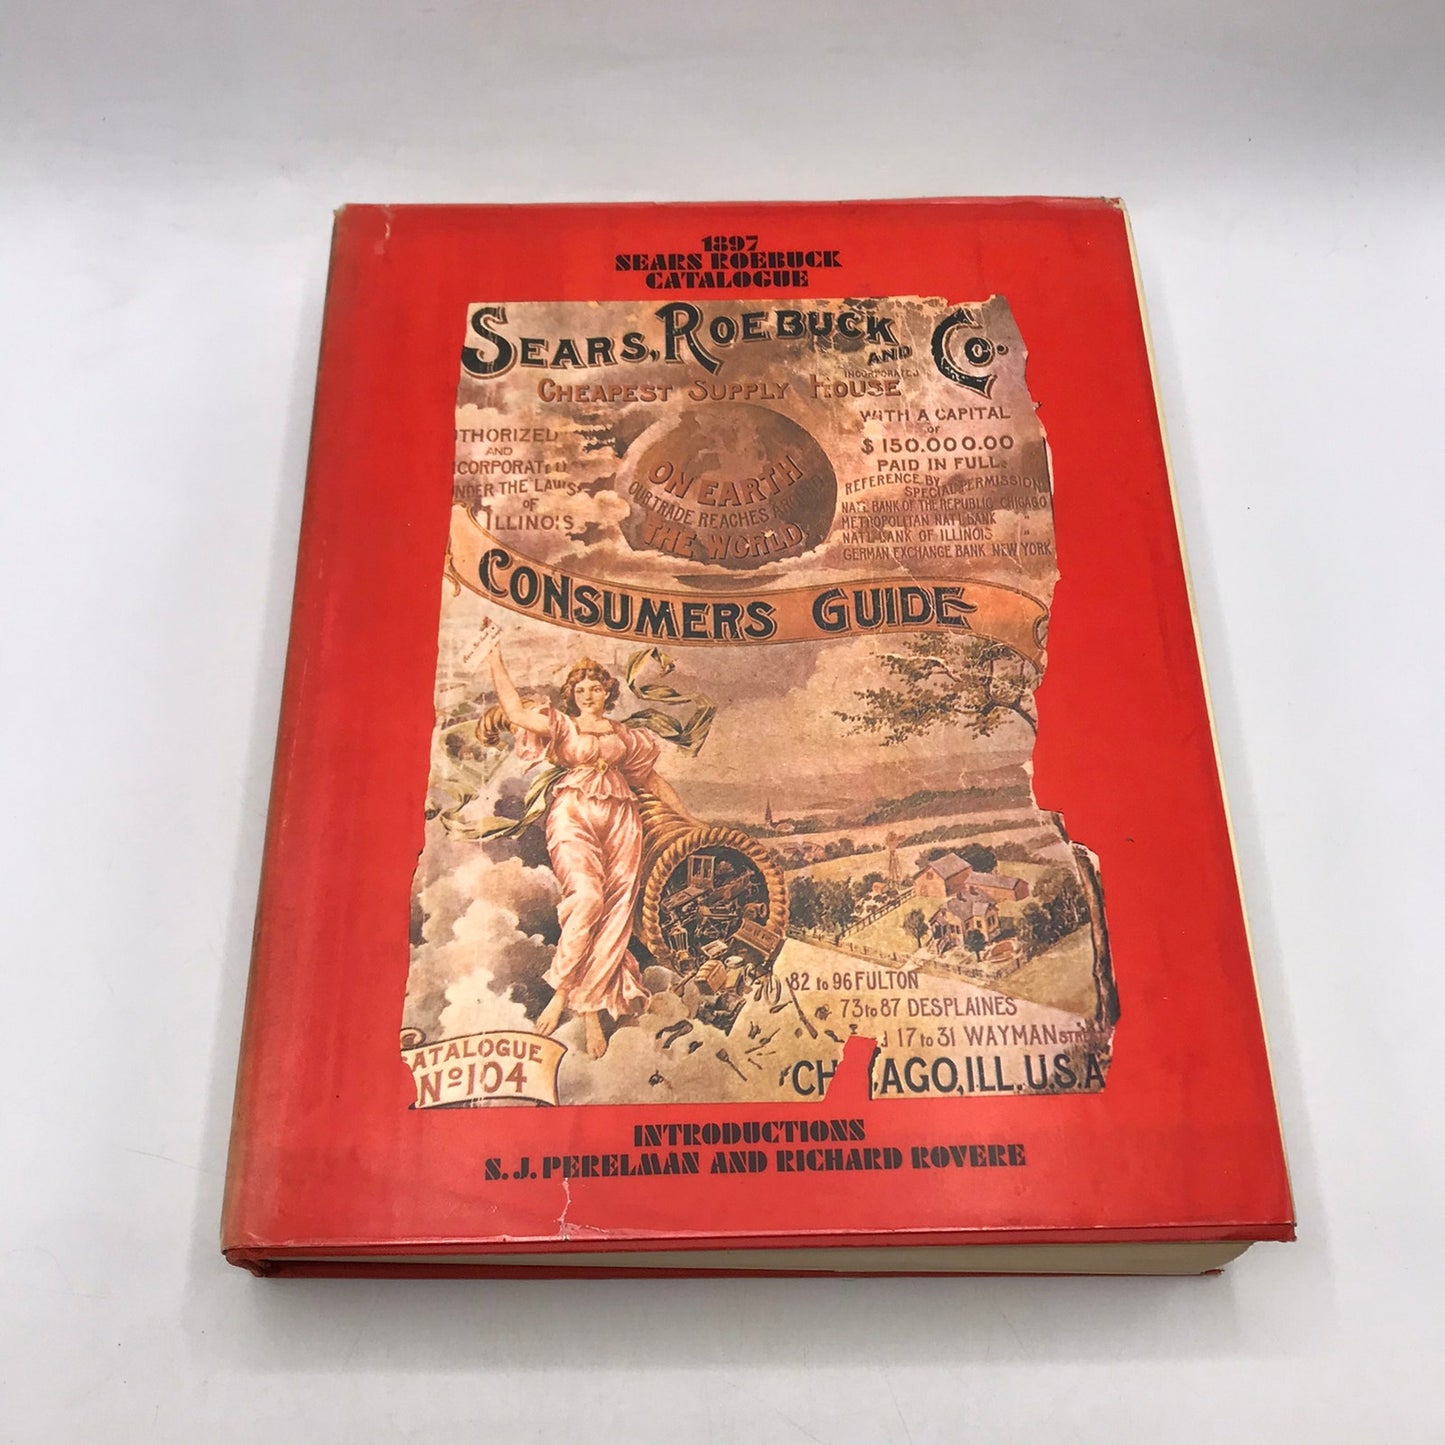 1897
SEARS ROEBUCK
CATALOGUE
SEARS, ROEBUCK AND CO.
INCORPORATED
CHEAPEST SUPPLY HOUSE
THORIZED
AND
CORPORATED
NDER THE LAWS
OF
ILLINOIS
ON EARTH
OUR TRADE REACHES AROUND
THE WORLD
WITH A CAPITAL
OF
$150.000.00
PAID IN FULL
REFERENCE BY
SPECIAL PERMISSION
NAT'L BANK OF THE REPUBLIC CHICAGO
METROPOLITAN NAT'L BANK "
NAT'L BANK OF ILLINOIS "
GERMAN EXCHANGE BANK NEW YORK
CONSUMERS GUIDE
82 to 96 FULTON
73 to 87 DESPLAINES
17 to 31 WAYMAN STRE
CH AGO, ILL. U.S.A
ATALOGUE
No 104
INTRODUCTIONS
S. J. PERELMAN AND RICHARD ROVERE